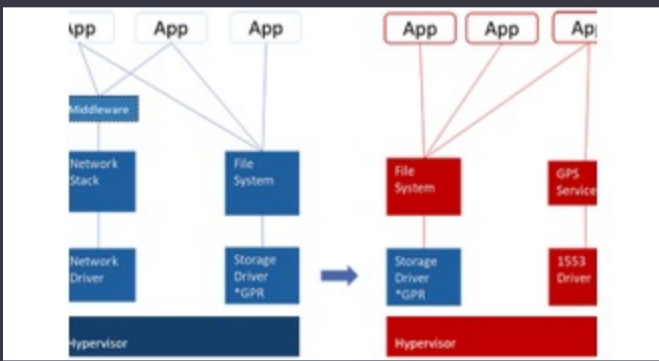 App
App
App
App
App
App
Middleware
Network
Stack
File
System
File
System
GPS
Service
Network
Driver
Storage
Driver
*GPR
Storage
Driver
*GPR
1553
Driver
Hypervisor
Hypervisor